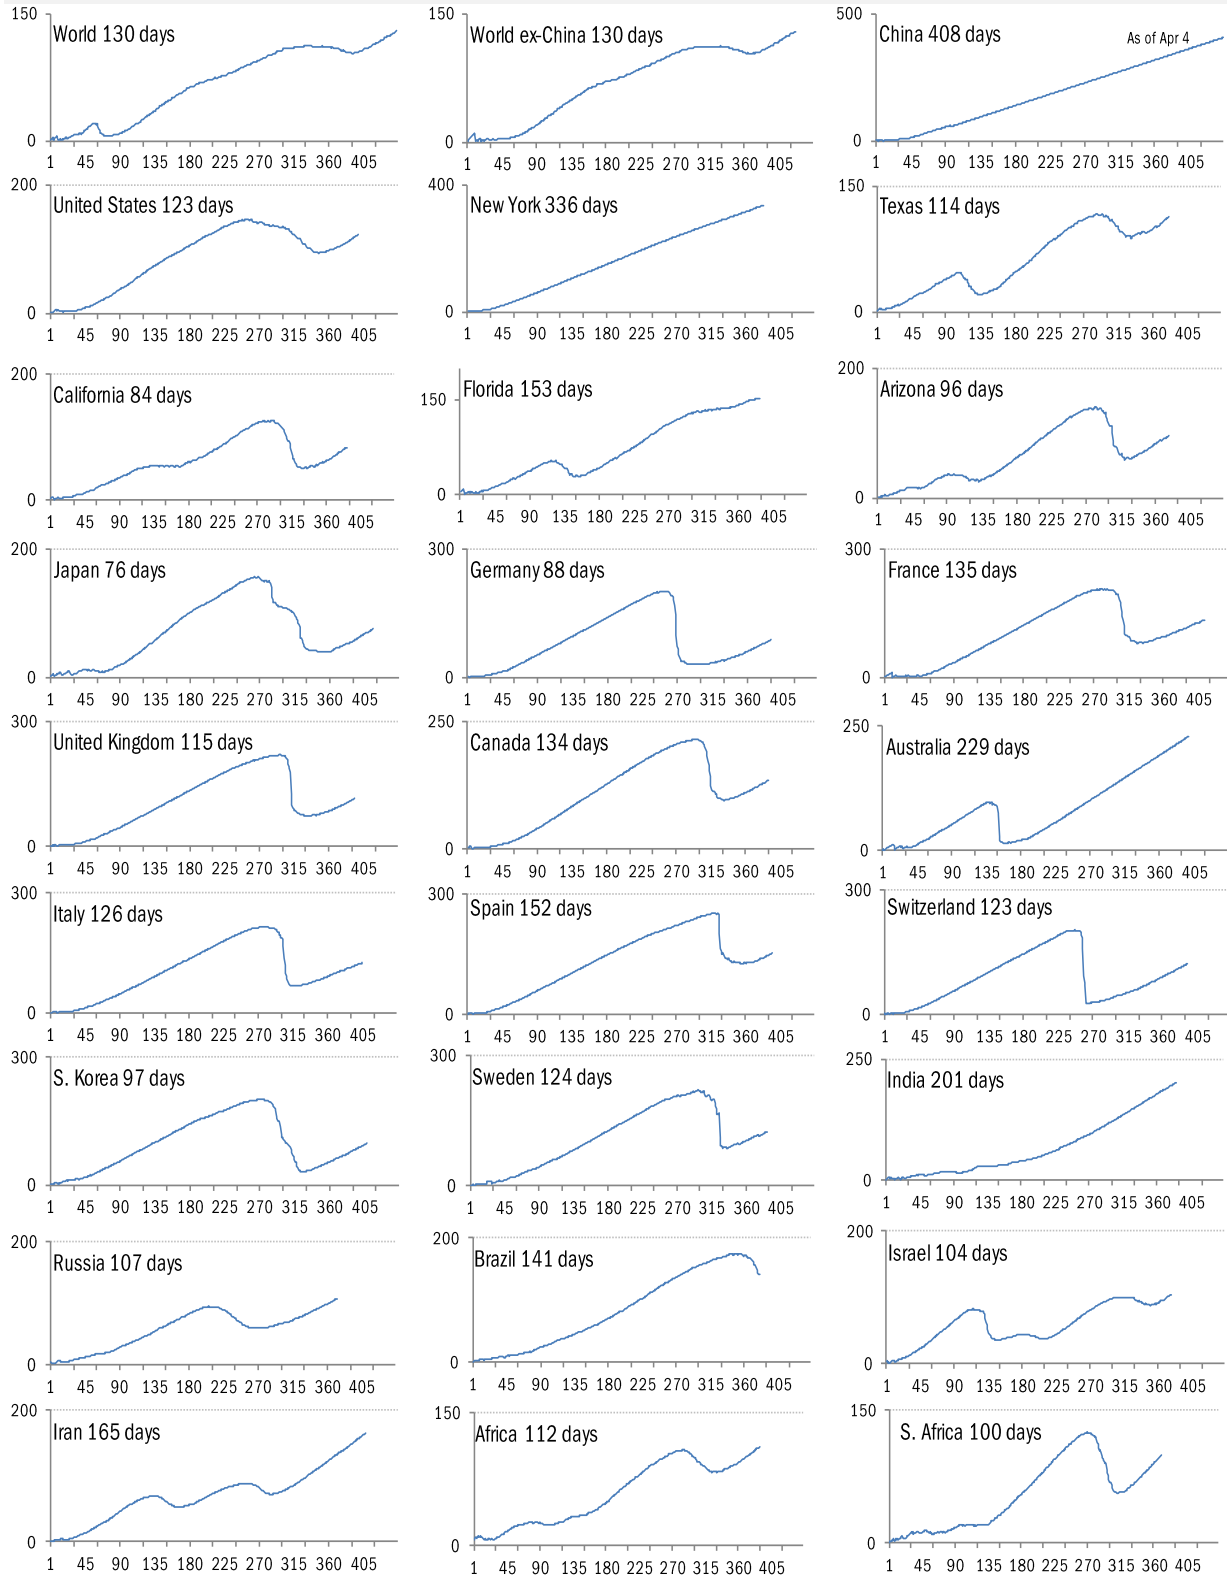 150
World 130 days
0
1 45 90 135 180 225 270 315 360 405
150
World ex-China 130 days
0
1 45 90 135 180 225 270 315 360 405
500
China 408 days
As of Apr 4
250
0
1 45 90 135 180 225 270 315 360 405
200
United States 123 days
0
1 45 90 135 180 225 270 315 360 405
400
New York 336 days
0
1 45 90 135 180 225 270 315 360 405
150
Texas 114 days
0
1 45 90 135 180 225 270 315 360 405
200
California 84 days
0
1 45 90 135 180 225 270 315 360 405
150
Florida 153 days
0
1 45 90 135 180 225 270 315 360 405
200
Arizona 96 days
0
1 45 90 135 180 225 270 315 360 405
200
Japan 76 days
0
1 45 90 135 180 225 270 315 360 405
300
Germany 88 days
0
1 45 90 135 180 225 270 315 360 405
300
France 135 days
0
1 45 90 135 180 225 270 315 360 405
300
United Kingdom 115 days
0
1 45 90 135 180 225 270 315 360 405
250
Canada 134 days
0
1 45 90 135 180 225 270 315 360 405
250
Australia 229 days
0
1 45 90 135 180 225 270 315 360 405
300
Italy 126 days
0
1 45 90 135 180 225 270 315 360 405
300
Spain 152 days
0
1 45 90 135 180 225 270 315 360 405
300
Switzerland 123 days
0
1 45 90 135 180 225 270 315 360 405
300
S. Korea 97 days
0
1 45 90 135 180 225 270 315 360 405
300
Sweden 124 days
0
1 45 90 135 180 225 270 315 360 405
250
India 201 days
0
1 45 90 135 180 225 270 315 360 405
200
Russia 107 days
0
1 45 90 135 180 225 270 315 360 405
200
Brazil 141 days
0
1 45 90 135 180 225 270 315 360 405
200
Israel 104 days
0
1 45 90 135 180 225 270 315 360 405
200
Iran 165 days
0
1 45 90 135 180 225 270 315 360 405
150
Africa 112 days
0
1 45 90 135 180 225 270 315 360 405
150
S. Africa 100 days
0
1 45 90 135 180 225 270 315 360 405